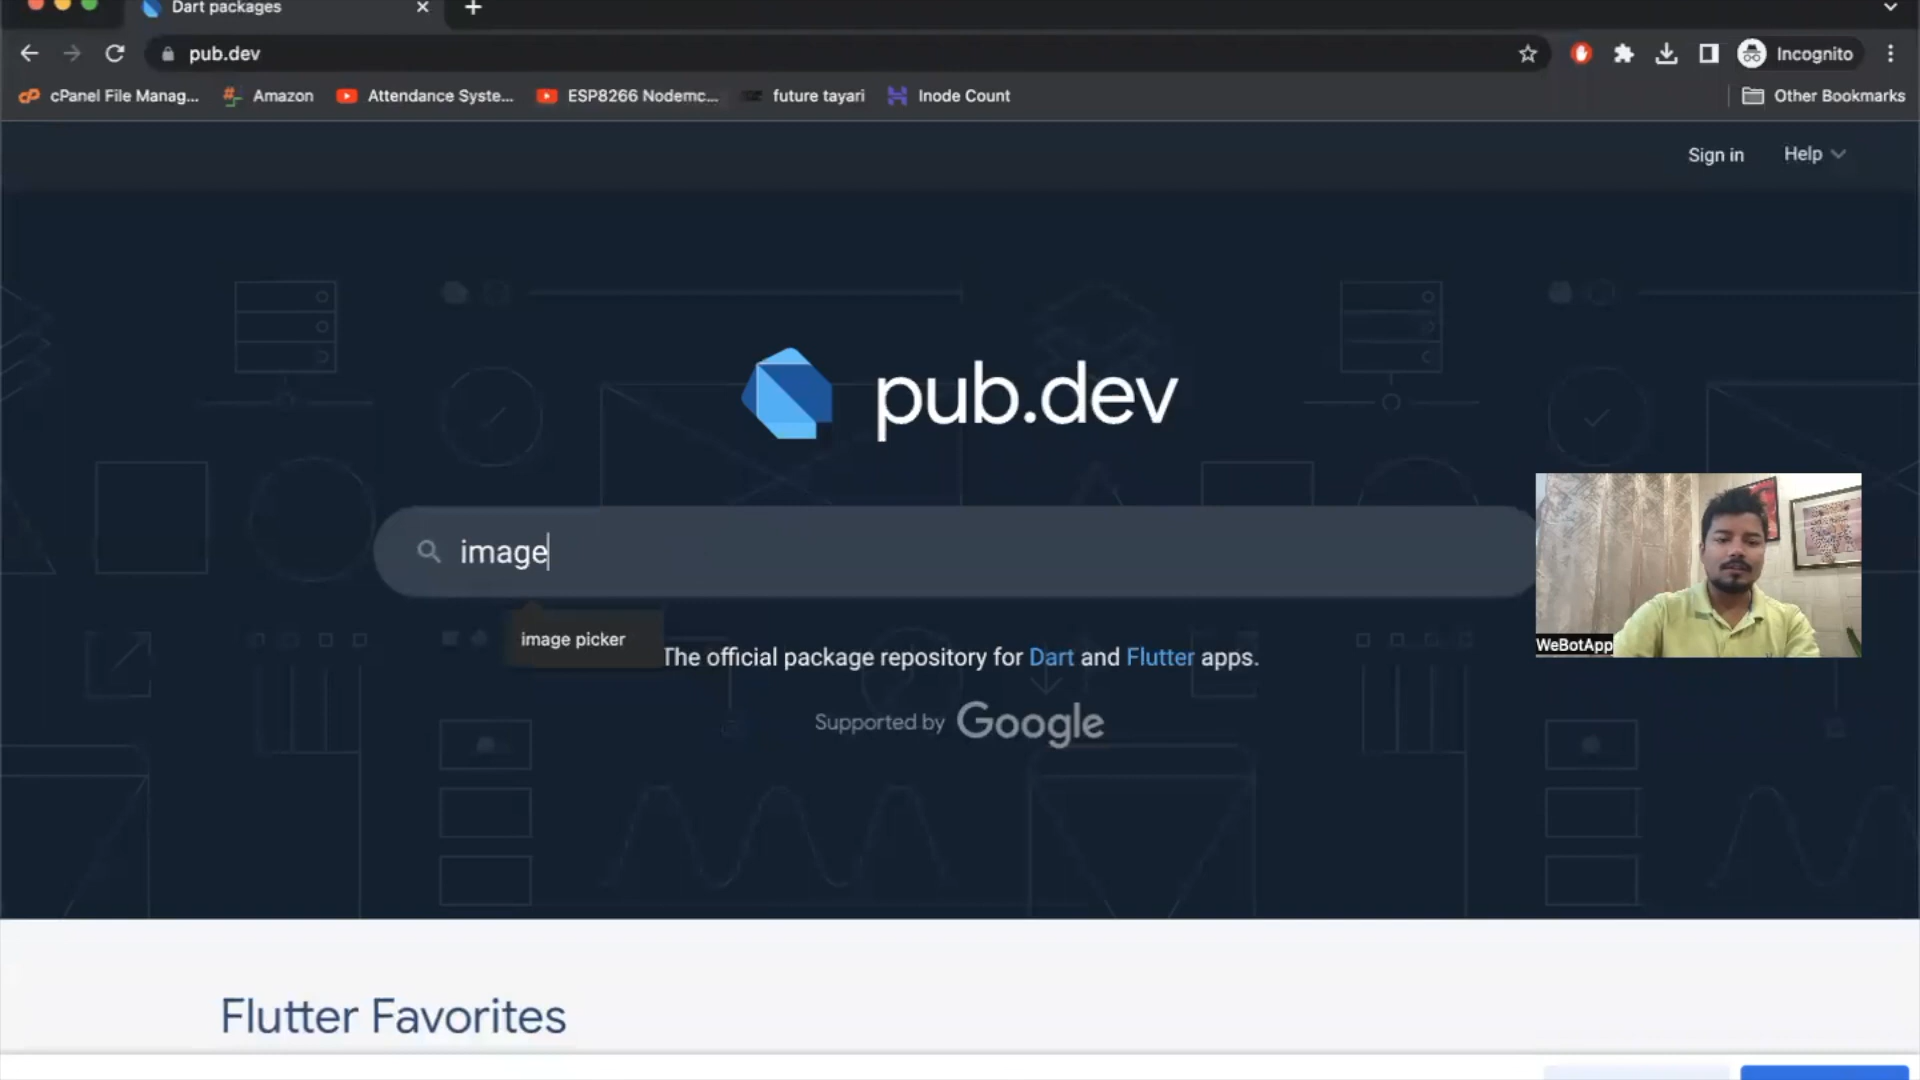 Dart packages
pub.dev
Incognito
cPanel File Manag...
Amazon
Attendance Syste...
ESP8266 Nodemc...
future tayari
Inode Count
Other Bookmarks
Sign in
Help
pub.dev
image
image picker
The official package repository for Dart and Flutter apps.
Supported by Google
WeBotApp
Flutter Favorites